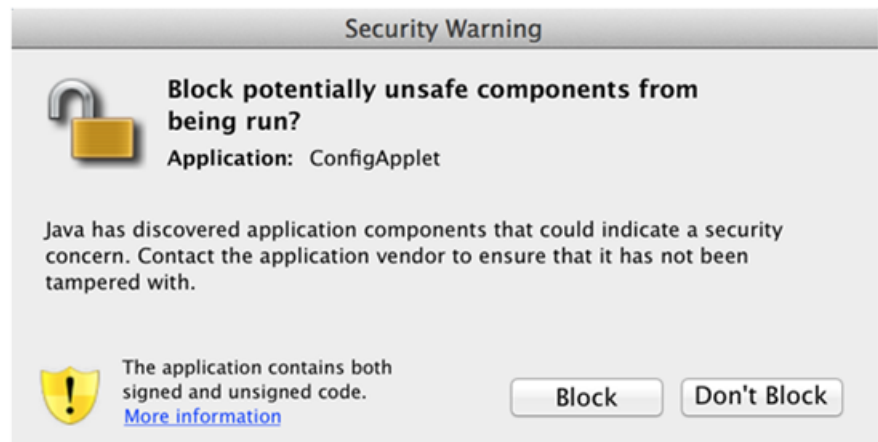 Security Warning
Block potentially unsafe components from
being run?
Application: ConfigApplet
Java has discovered application components that could indicate a security
concern. Contact the application vendor to ensure that it has not been
tampered with.
The application contains both
signed and unsigned code.
More information
Block
Don't Block